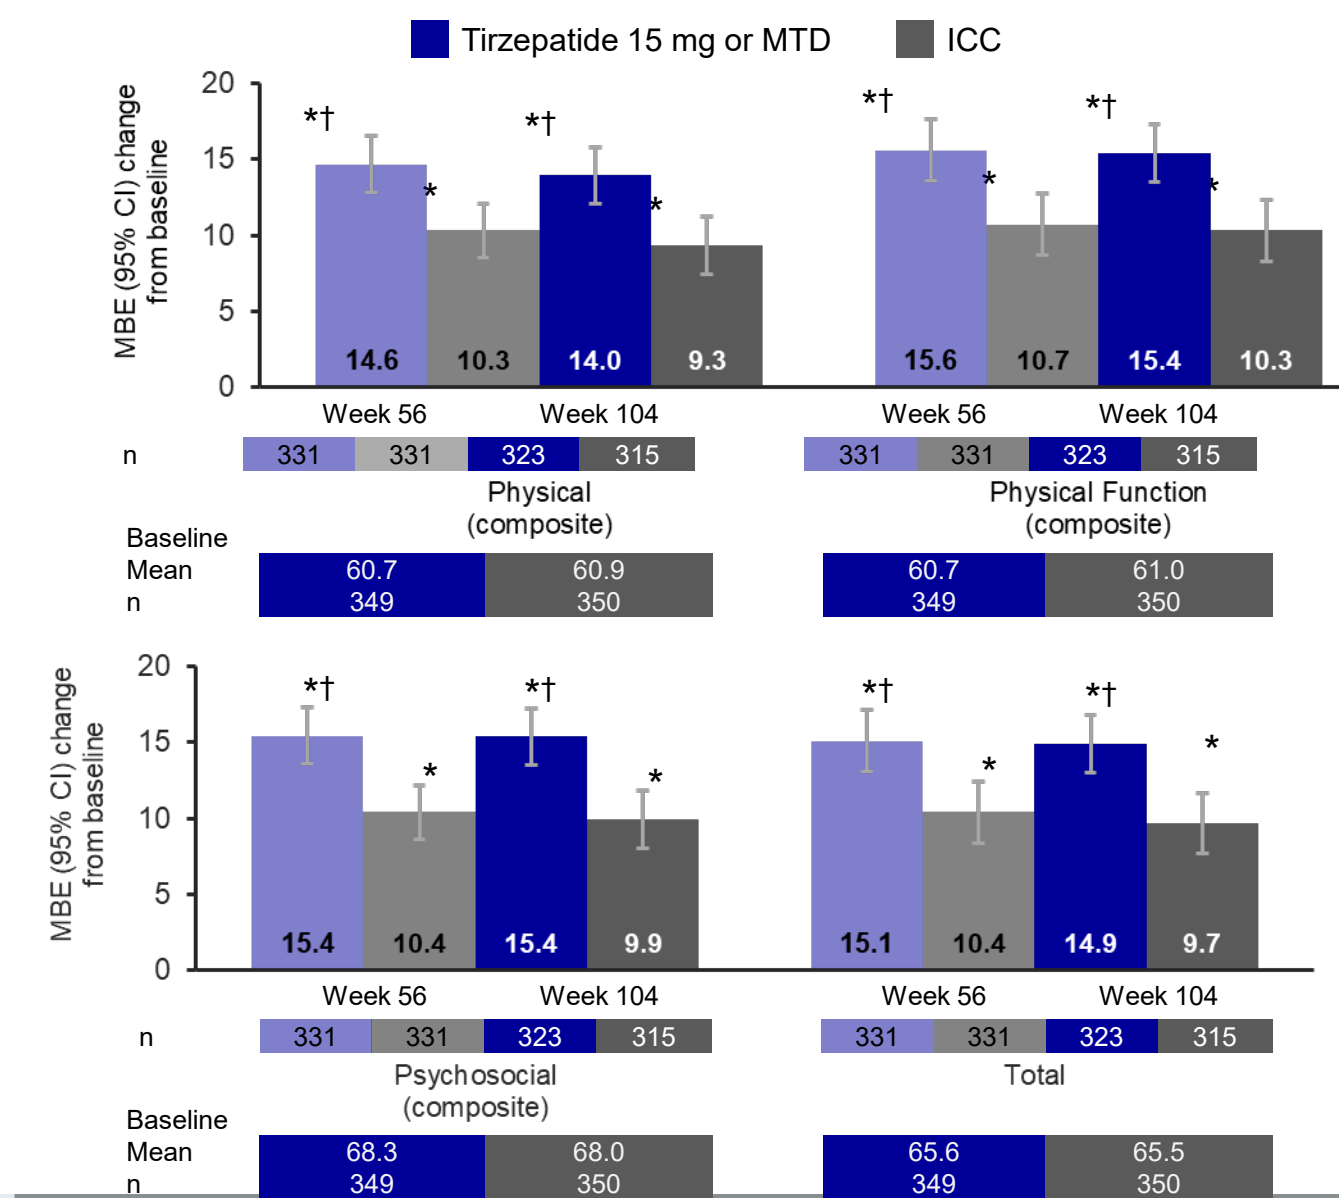 Tirzepatide 15 mg or MTD ICC
MBE (95% CI) change
from baseline
20
15
10
5
0
*† * *† *
*† * *† *
14.6 10.3 14.0 9.3
15.6 10.7 15.4 10.3
Week 56 Week 104
Week 56 Week 104
n 331 331 323 315
331 331 323 315
Physical
(composite)
Physical Function
(composite)
Baseline
Mean 60.7 60.9 60.7 61.0
n 349 350 349 350
MBE (95% CI) change
from baseline
20
15
10
5
0
*† * *† *
*† * *† *
15.4 10.4 15.4 9.9
15.1 10.4 14.9 9.7
Week 56 Week 104
Week 56 Week 104
n 331 331 323 315
331 331 323 315
Psychosocial
(composite)
Total
Baseline
Mean 68.3 68.0 65.6 65.5
n 349 350 349 350